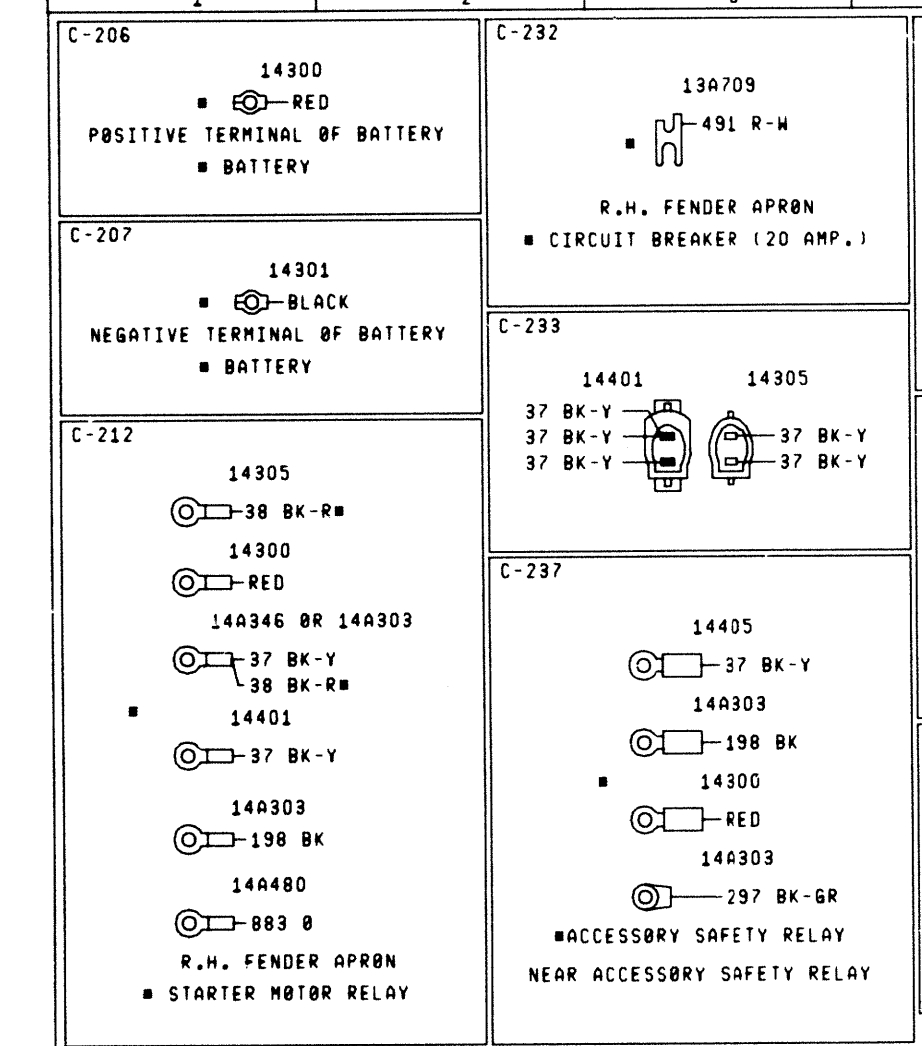 C-206
14300
■ RED
POSITIVE TERMINAL OF BATTERY
■ BATTERY
C-207
14301
■ BLACK
NEGATIVE TERMINAL OF BATTERY
■ BATTERY
C-212
14305
38 BK-R■
14300
RED
14A346 OR 14A303
37 BK-Y
38 BK-R■
■
14401
37 BK-Y
14A303
198 BK
14A480
883 O
R.H. FENDER APRON
■ STARTER MOTOR RELAY
C-232
13A709
491 R-W
■
R.H. FENDER APRON
■ CIRCUIT BREAKER (20 AMP.)
C-233
14401 14305
37 BK-Y
37 BK-Y 37 BK-Y
37 BK-Y 37 BK-Y
C-237
14405
37 BK-Y
14A303
198 BK
■ 14300
RED
14A303
297 BK-GR
■ACCESSORY SAFETY RELAY
NEAR ACCESSORY SAFETY RELAY